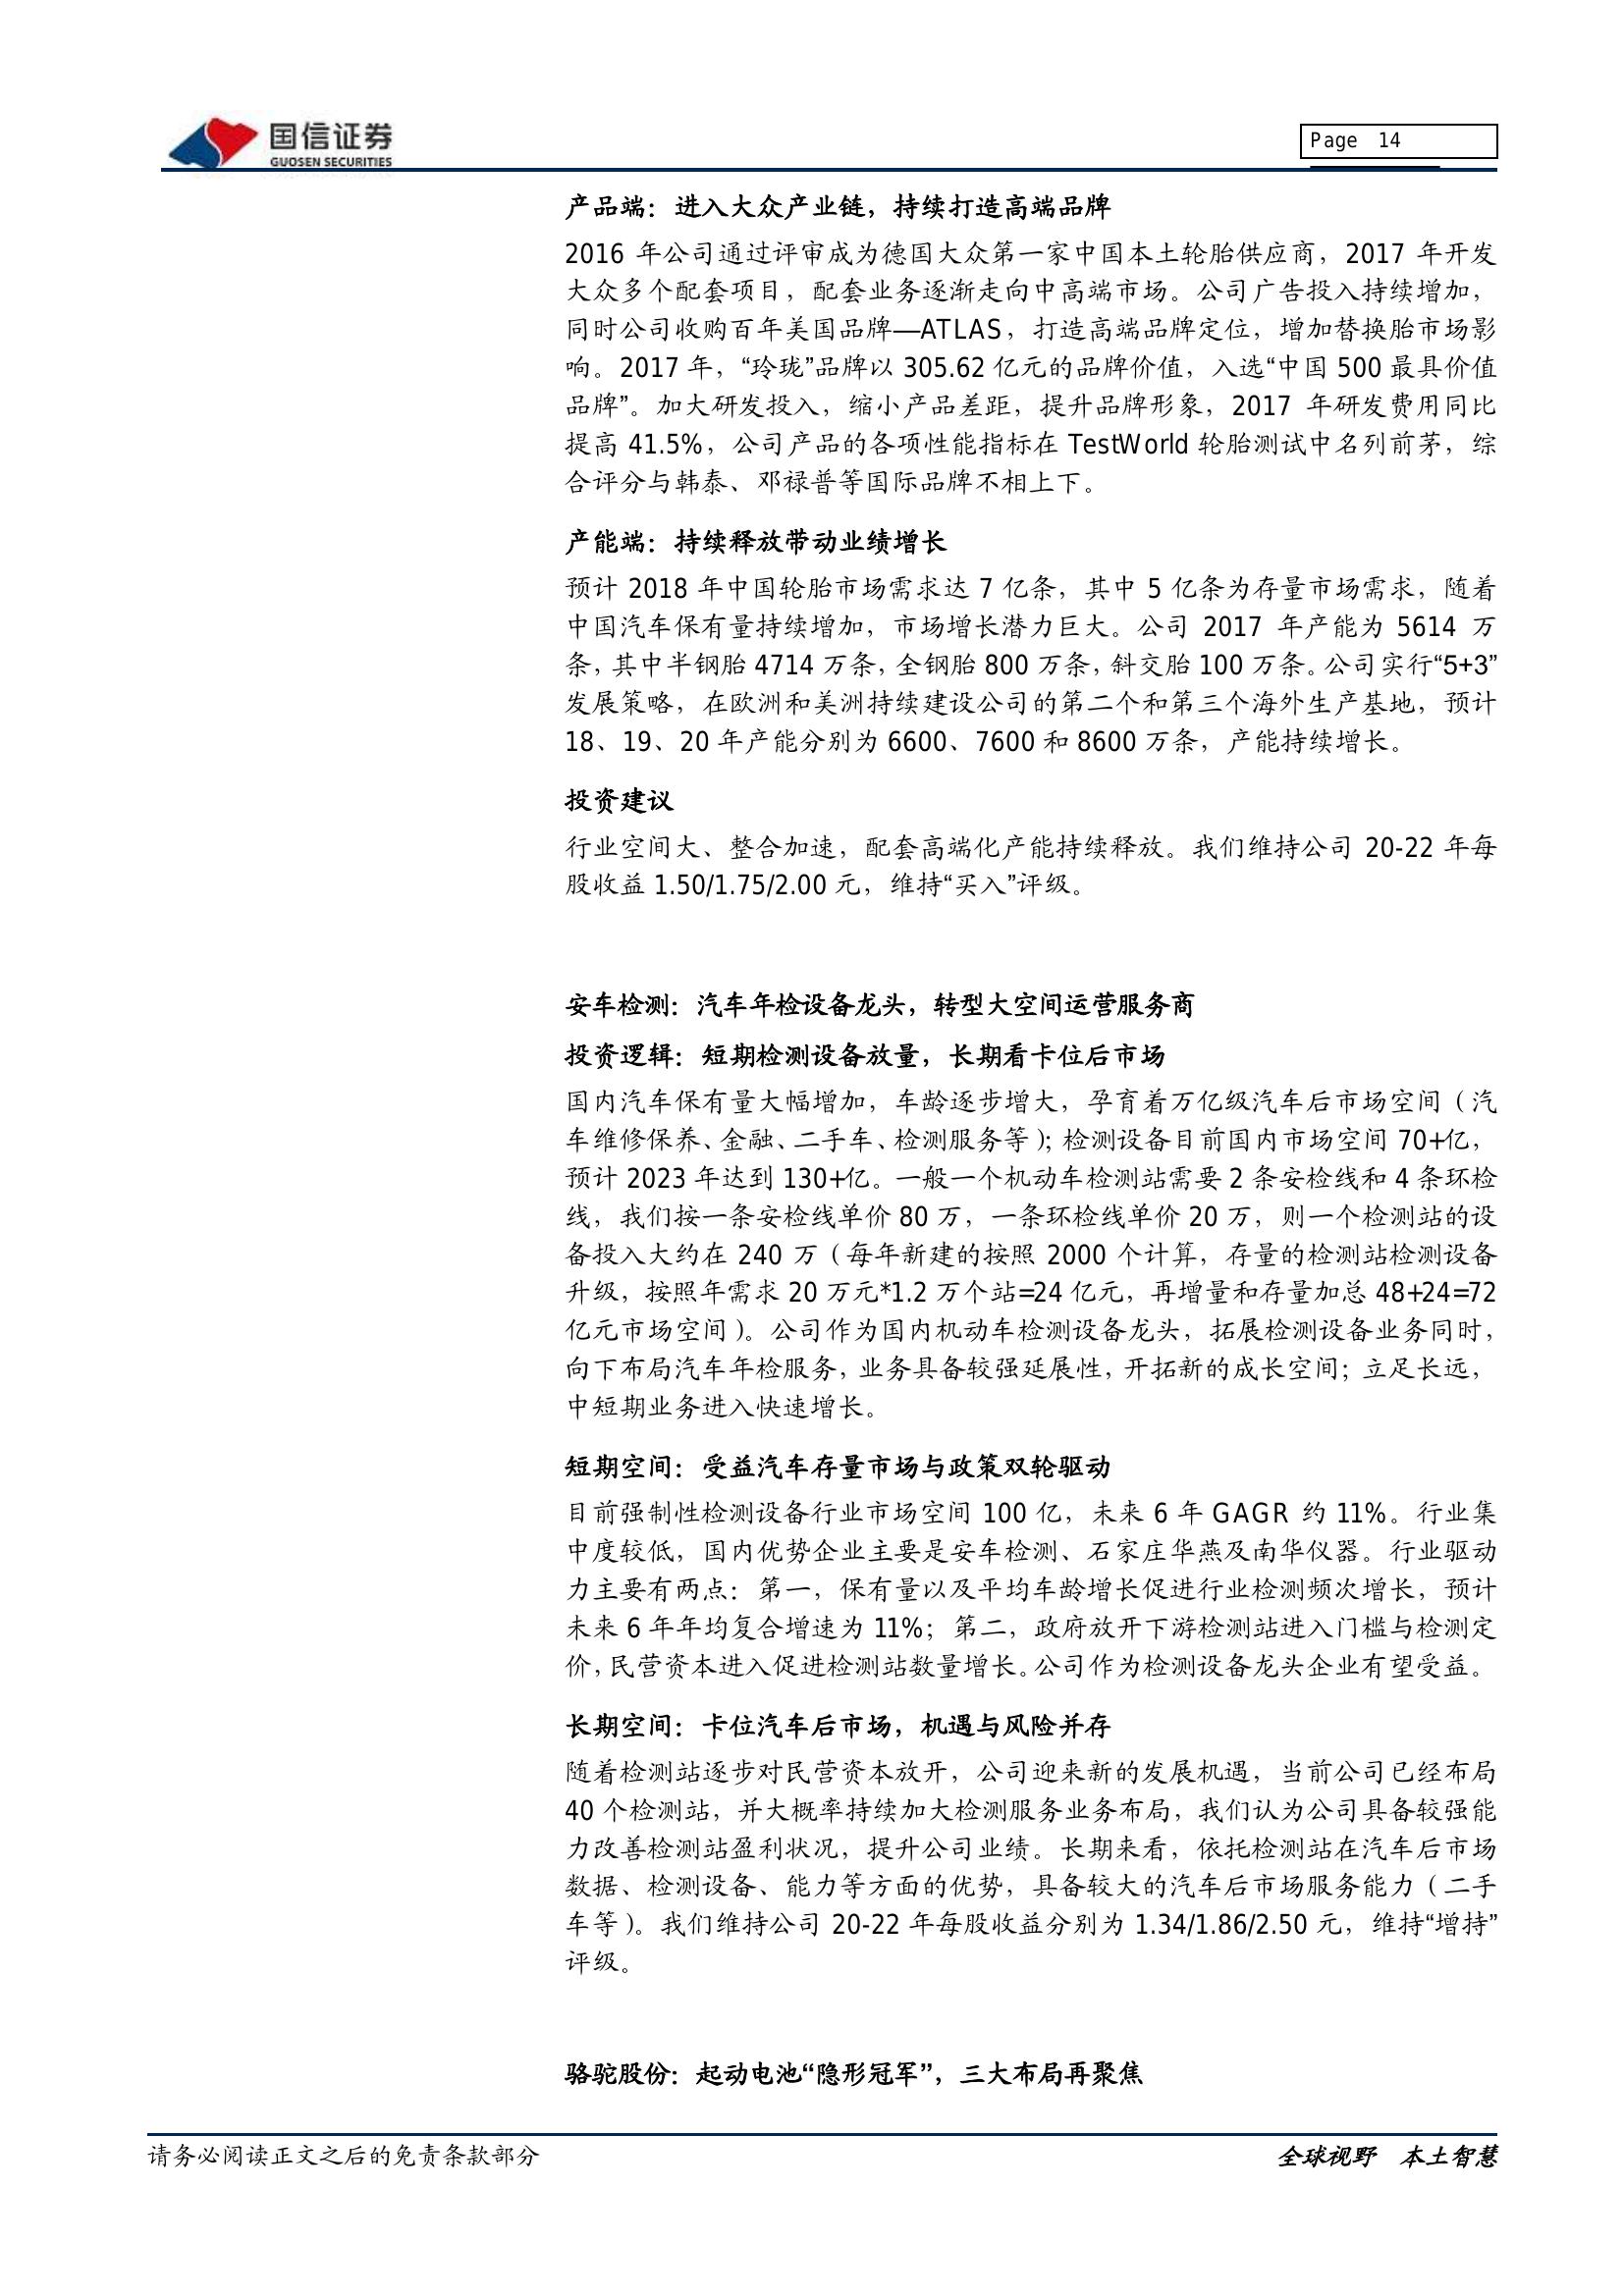 国信证券
GUOSEN SECURITIES
Page 14
产品端：进入大众产业链，持续打造高端品牌
2016 年公司通过评审成为德国大众第一家中国本土轮胎供应商，2017 年开发
大众多个配套项目，配套业务逐渐走向中高端市场。公司广告投入持续增加，
同时公司收购百年美国品牌—ATLAS，打造高端品牌定位，增加替换胎市场影
响。2017 年，“玲珑”品牌以 305.62 亿元的品牌价值，入选“中国 500 最具价值
品牌”。加大研发投入，缩小产品差距，提升品牌形象，2017 年研发费用同比
提高 41.5%，公司产品的各项性能指标在 TestWorld 轮胎测试中名列前茅，综
合评分与韩泰、邓禄普等国际品牌不相上下。
产能端：持续释放带动业绩增长
预计 2018 年中国轮胎市场需求达 7 亿条，其中 5 亿条为存量市场需求，随着
中国汽车保有量持续增加，市场增长潜力巨大。公司 2017 年产能为 5614 万
条，其中半钢胎 4714 万条，全钢胎 800 万条，斜交胎 100 万条。公司实行“5+3”
发展策略，在欧洲和美洲持续建设公司的第二个和第三个海外生产基地，预计
18、19、20 年产能分别为 6600、7600 和 8600 万条，产能持续增长。
投资建议
行业空间大、整合加速，配套高端化产能持续释放。我们维持公司 20-22 年每
股收益 1.50/1.75/2.00 元，维持“买入”评级。
安车检测：汽车年检设备龙头，转型大空间运营服务商
投资逻辑：短期检测设备放量，长期看卡位后市场
国内汽车保有量大幅增加，车龄逐步增大，孕育着万亿级汽车后市场空间（汽
车维修保养、金融、二手车、检测服务等）；检测设备目前国内市场空间 70+亿，
预计 2023 年达到 130+亿。一般一个机动车检测站需要 2 条安检线和 4 条环检
线，我们按一条安检线单价 80 万，一条环检线单价 20 万，则一个检测站的设
备投入大约在 240 万（每年新建的按照 2000 个计算，存量的检测站检测设备
升级，按照年需求 20 万元*1.2 万个站=24 亿元，再增量和存量加总 48+24=72
亿元市场空间）。公司作为国内机动车检测设备龙头，拓展检测设备业务同时，
向下布局汽车年检服务，业务具备较强延展性，开拓新的成长空间；立足长远，
中短期业务进入快速增长。
短期空间：受益汽车存量市场与政策双轮驱动
目前强制性检测设备行业市场空间 100 亿，未来 6 年 GAGR 约 11%。行业集
中度较低，国内优势企业主要是安车检测、石家庄华燕及南华仪器。行业驱动
力主要有两点：第一，保有量以及平均车龄增长促进行业检测频次增长，预计
未来 6 年年均复合增速为 11%；第二，政府放开下游检测站进入门槛与检测定
价，民营资本进入促进检测站数量增长。公司作为检测设备龙头企业有望受益。
长期空间：卡位汽车后市场，机遇与风险并存
随着检测站逐步对民营资本放开，公司迎来新的发展机遇，当前公司已经布局
40 个检测站，并大概率持续加大检测服务业务布局，我们认为公司具备较强能
力改善检测站盈利状况，提升公司业绩。长期来看，依托检测站在汽车后市场
数据、检测设备、能力等方面的优势，具备较大的汽车后市场服务能力（二手
车等）。我们维持公司 20-22 年每股收益分别为 1.34/1.86/2.50 元，维持“增持”
评级。
骆驼股份：起动电池“隐形冠军”，三大布局再聚焦
请务必阅读正文之后的免责条款部分
全球视野 本土智慧